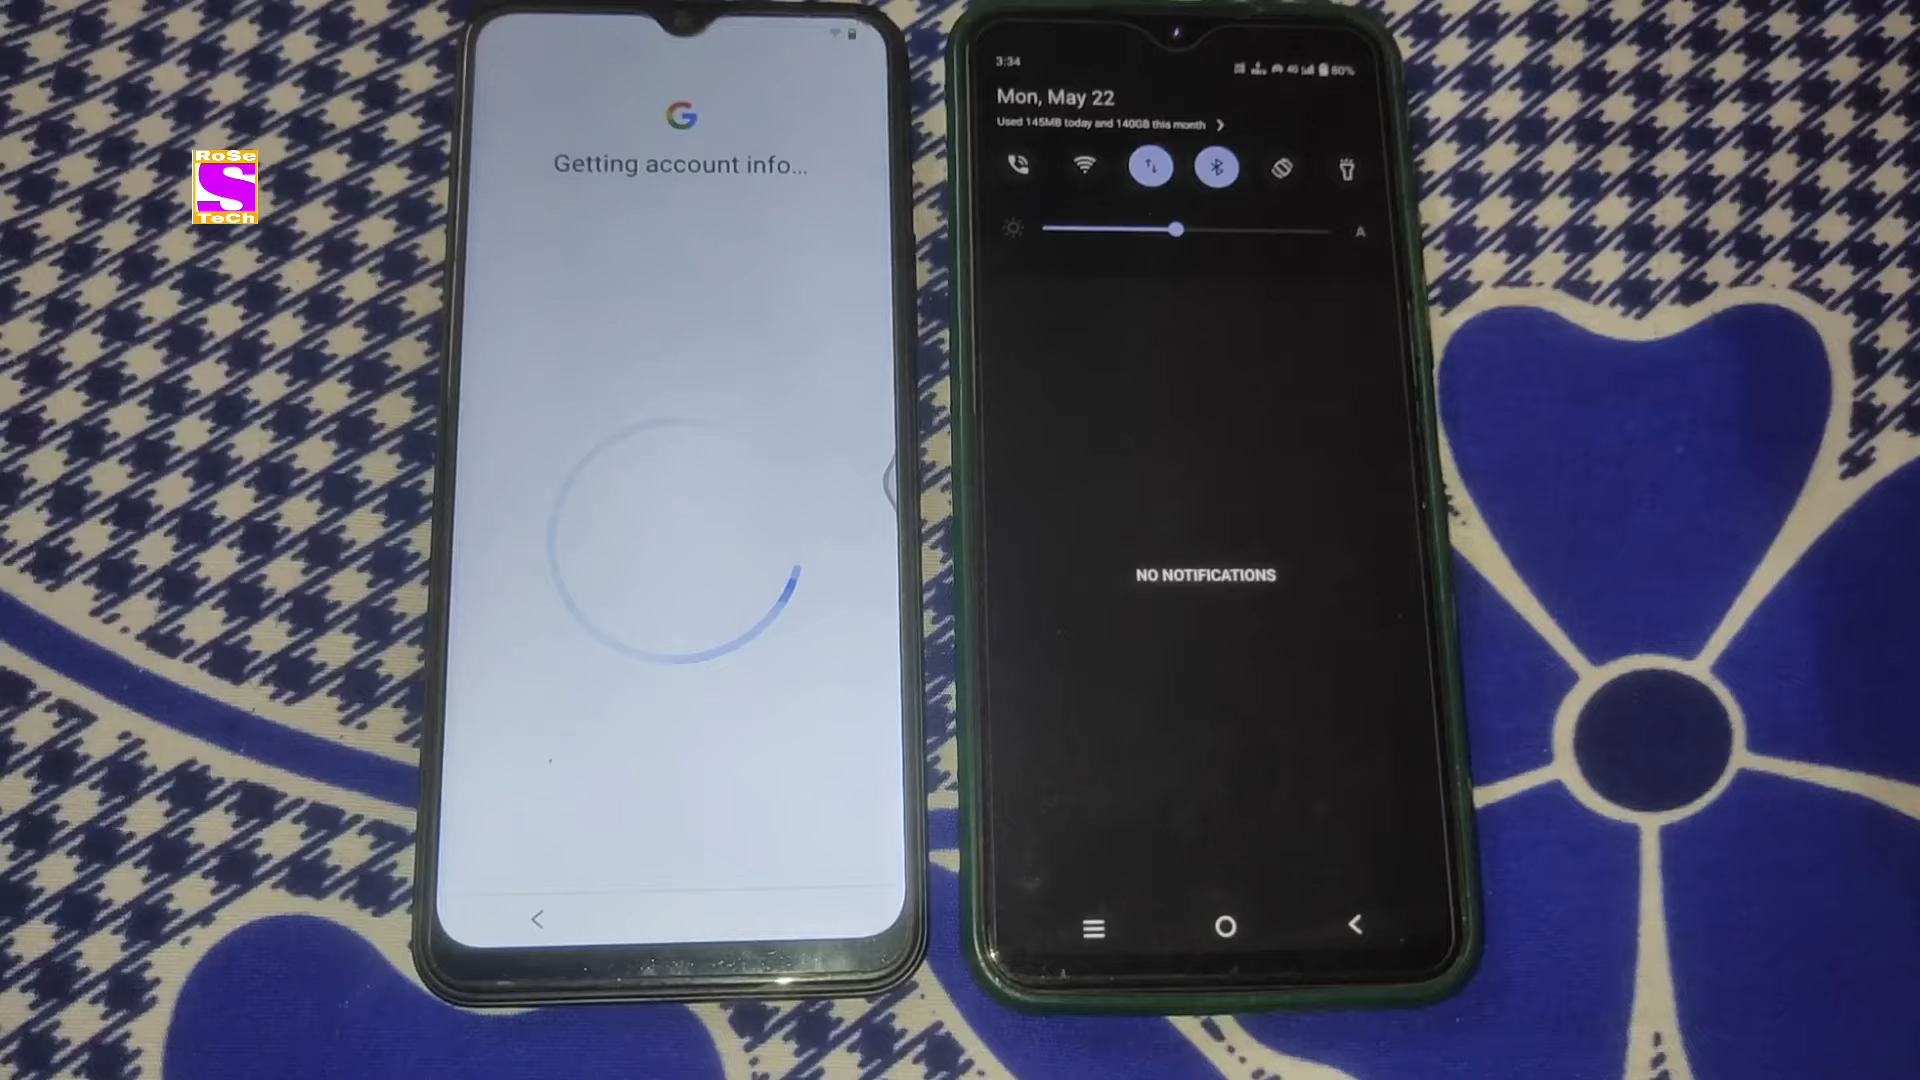 RoSe
S
TeCh
G
Getting account info...
3:34
4G
80%
Mon, May 22
Used 145MB today and 140GB this month
A
NO NOTIFICATIONS